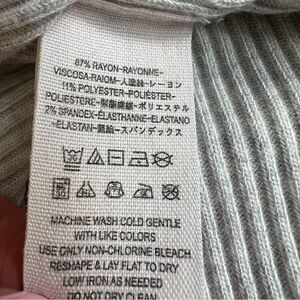 87% RAYON-RAYONNE-
VISCOSA-RAIOM-人造絲-レーヨン
11% POLYESTER-POLIÉSTER-
POLIESTERE-聚酯纖維-ポリエステル
2% SPANDEX-ÉLASTHANNE-ELASTANO
-ELASTAN-氨綸-スパンデックス
MACHINE WASH COLD GENTLE
WITH LIKE COLORS
USE ONLY NON-CHLORINE BLEACH
RESHAPE & LAY FLAT TO DRY
LOW IRON AS NEEDED
DO NOT DRY CLEAN